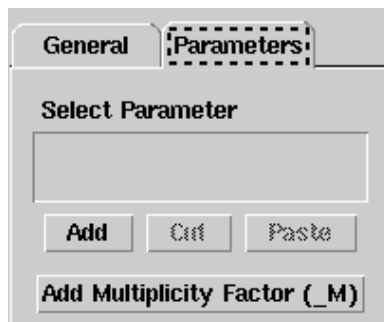 General Parameters
Select Parameter
Add Cut Paste
Add Multiplicity Factor (_M)